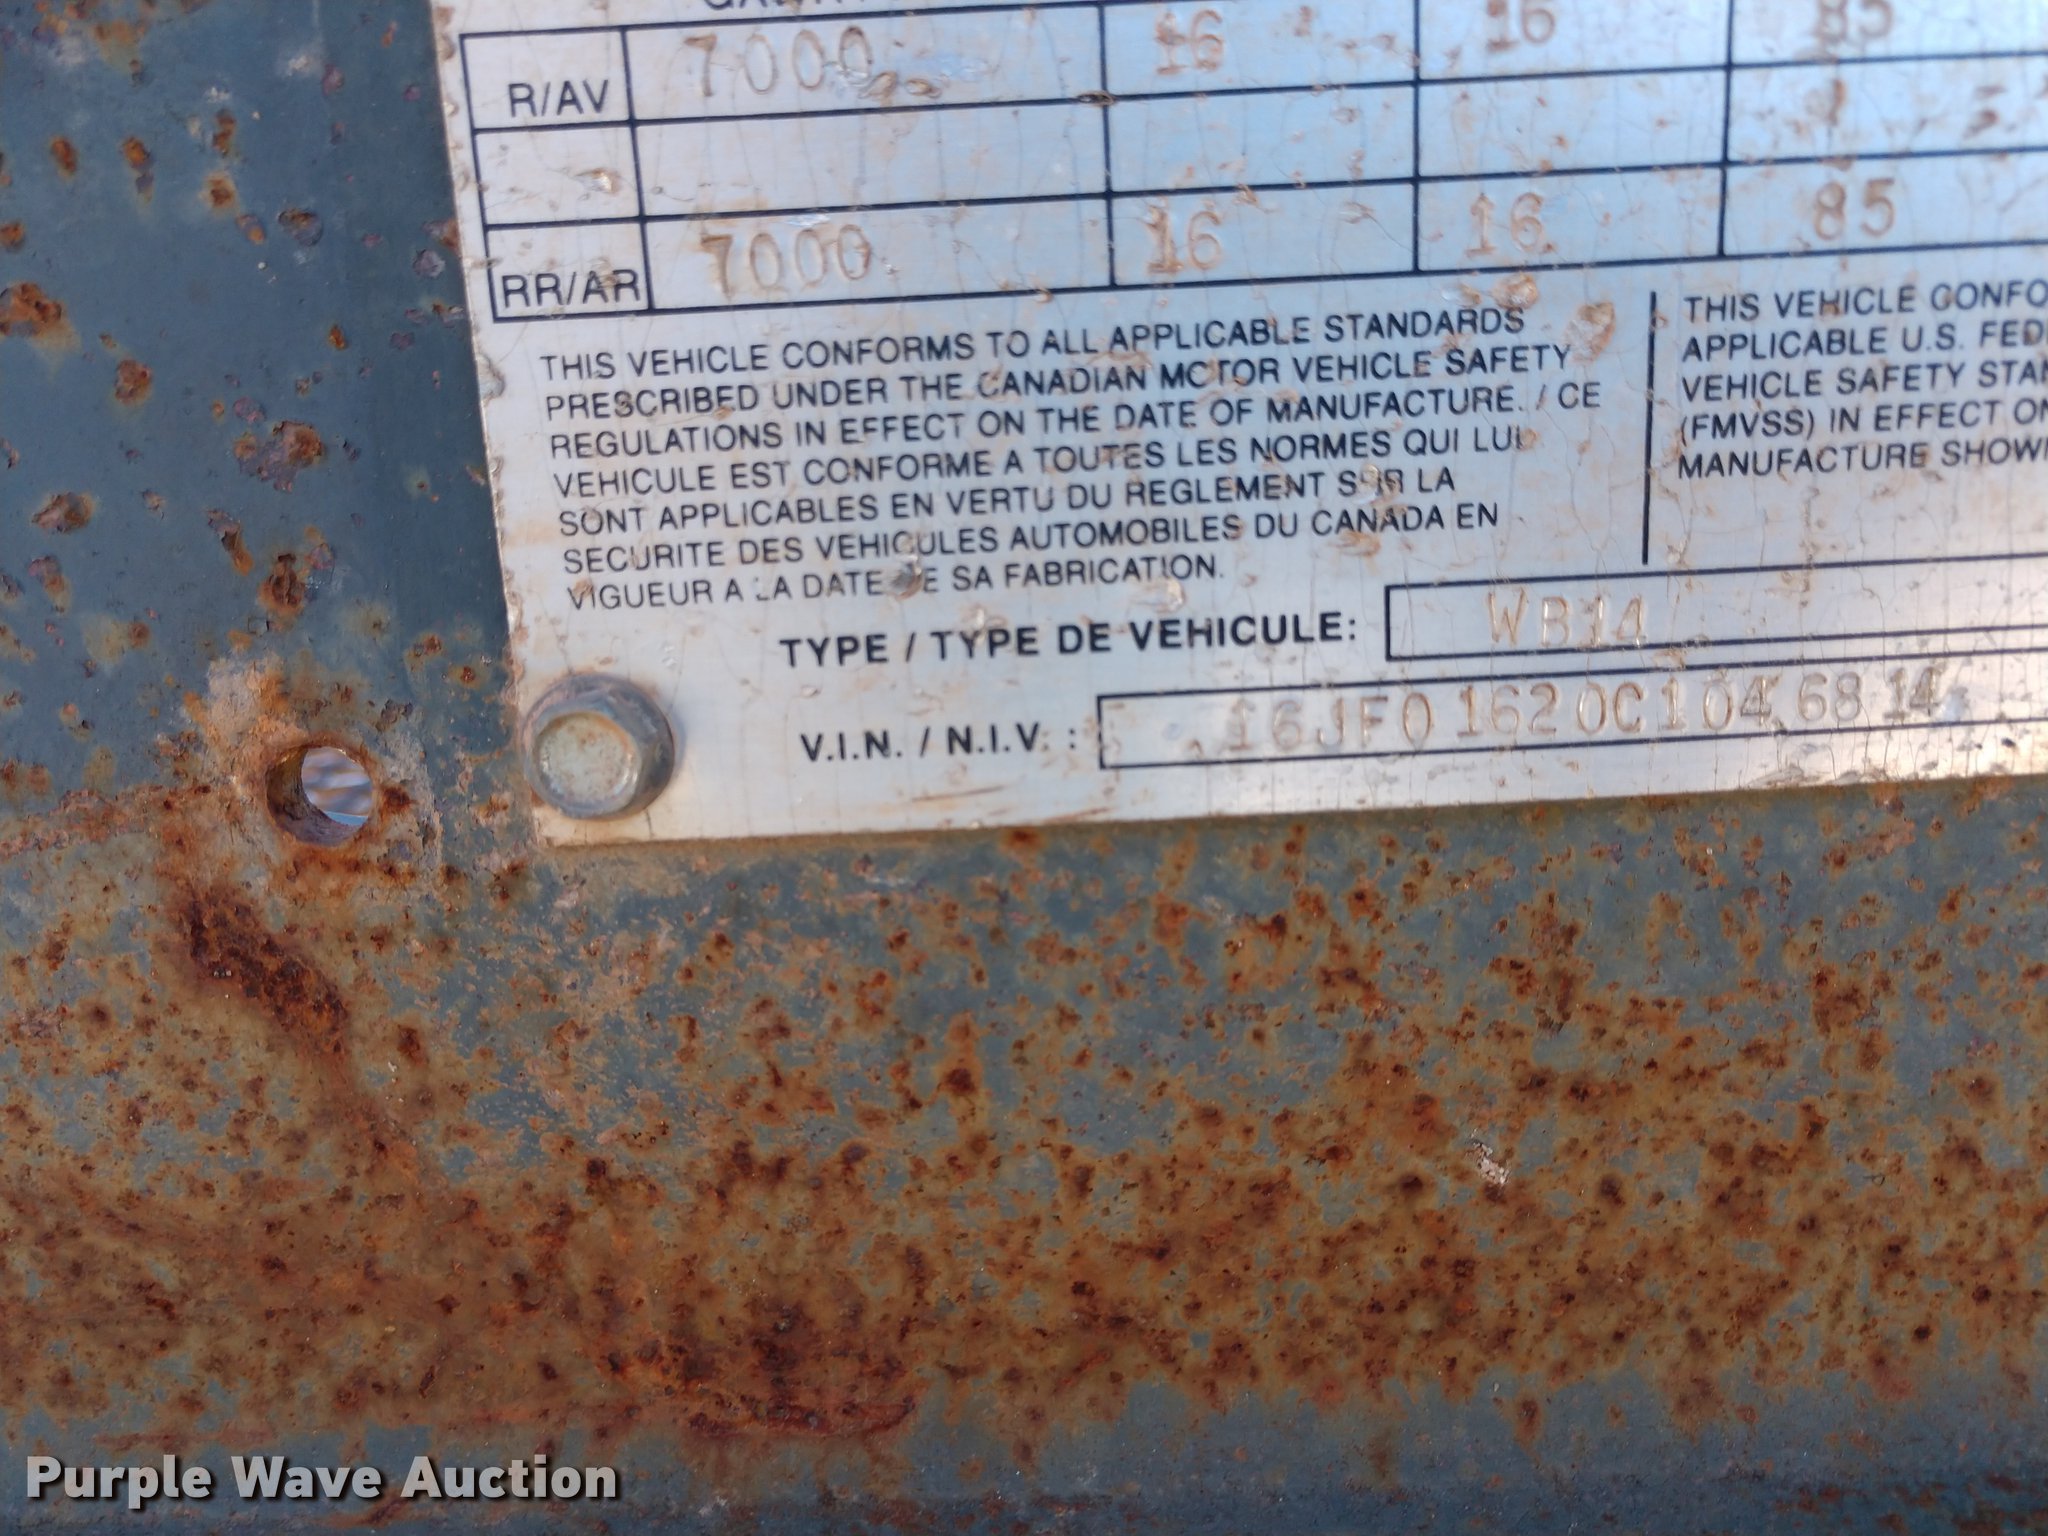 R/AV 7000 16 16 85
RR/AR 7000 16 16 85
THIS VEHICLE CONFORMS TO ALL APPLICABLE STANDARDS
PRESCRIBED UNDER THE CANADIAN MOTOR VEHICLE SAFETY
REGULATIONS IN EFFECT ON THE DATE OF MANUFACTURE. / CE
VEHICULE EST CONFORME A TOUTES LES NORMES QUI LUI
SONT APPLICABLES EN VERTU DU REGLEMENT SUR LA
SECURITE DES VEHICULES AUTOMOBILES DU CANADA EN
VIGUEUR A LA DATE DE SA FABRICATION.
THIS VEHICLE CONFO
APPLICABLE U.S. FED
VEHICLE SAFETY STAN
(FMVSS) IN EFFECT ON
MANUFACTURE SHOWN
TYPE / TYPE DE VEHICULE: WB14
V.I.N. / N.I.V. : 16JF01620C1046814
Purple Wave Auction